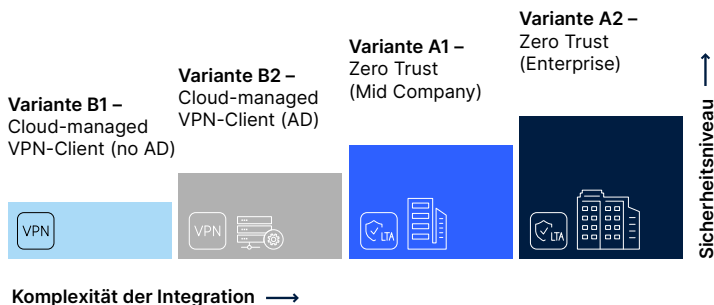 Variante B1 –
Cloud-managed
VPN-Client (no AD)
Variante B2 –
Cloud-managed
VPN-Client (AD)
Variante A1 –
Zero Trust
(Mid Company)
Variante A2 –
Zero Trust
(Enterprise)
VPN
VPN
LTA
LTA
Sicherheitsniveau
Komplexität der Integration